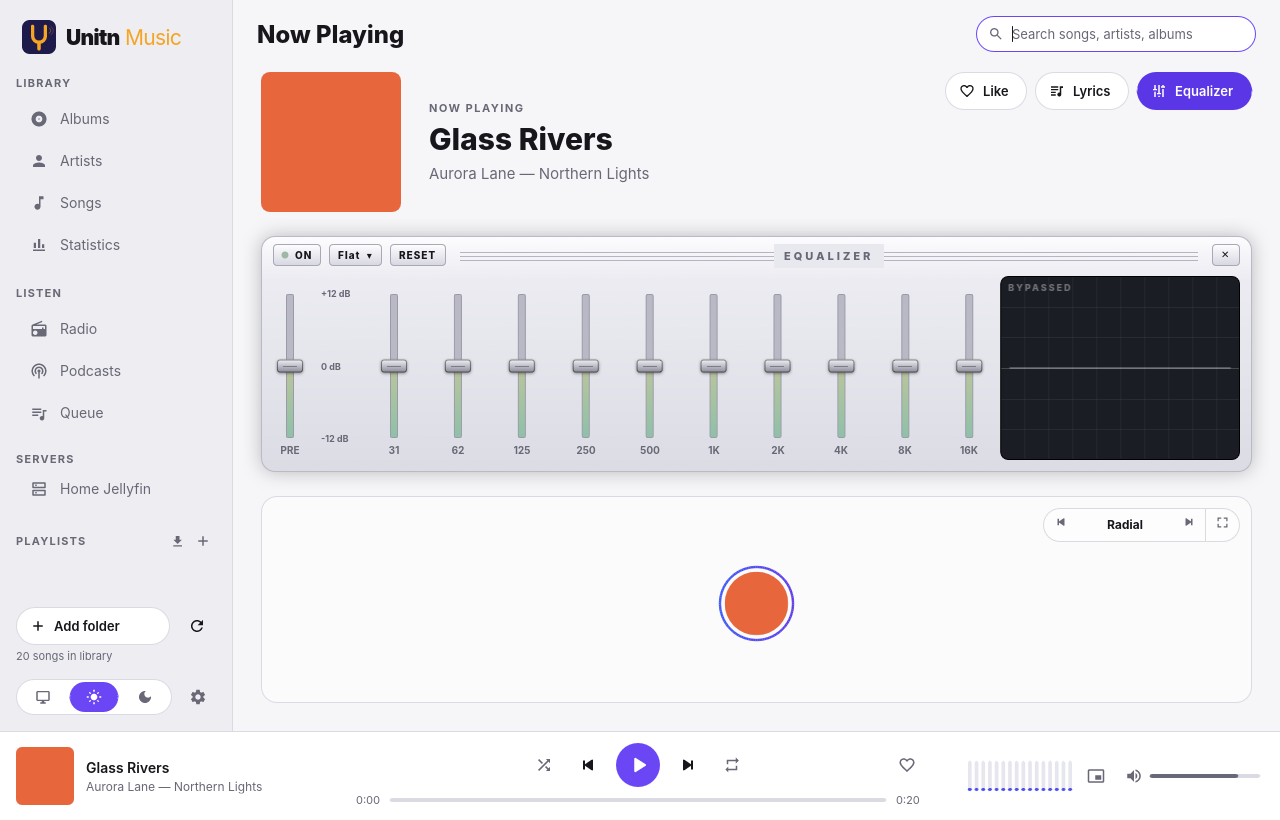 Unitn Music
LIBRARY
Albums
Artists
Songs
Statistics
LISTEN
Radio
Podcasts
Queue
SERVERS
Home Jellyfin
PLAYLISTS
Add folder
20 songs in library
Now Playing
Search songs, artists, albums
NOW PLAYING
Glass Rivers
Aurora Lane — Northern Lights
Like
Lyrics
Equalizer
ON
Flat
RESET
EQUALIZER
+12 dB
0 dB
-12 dB
PRE
31
62
125
250
500
1K
2K
4K
8K
16K
BYPASSED
Radial
Glass Rivers
Aurora Lane — Northern Lights
0:00
0:20